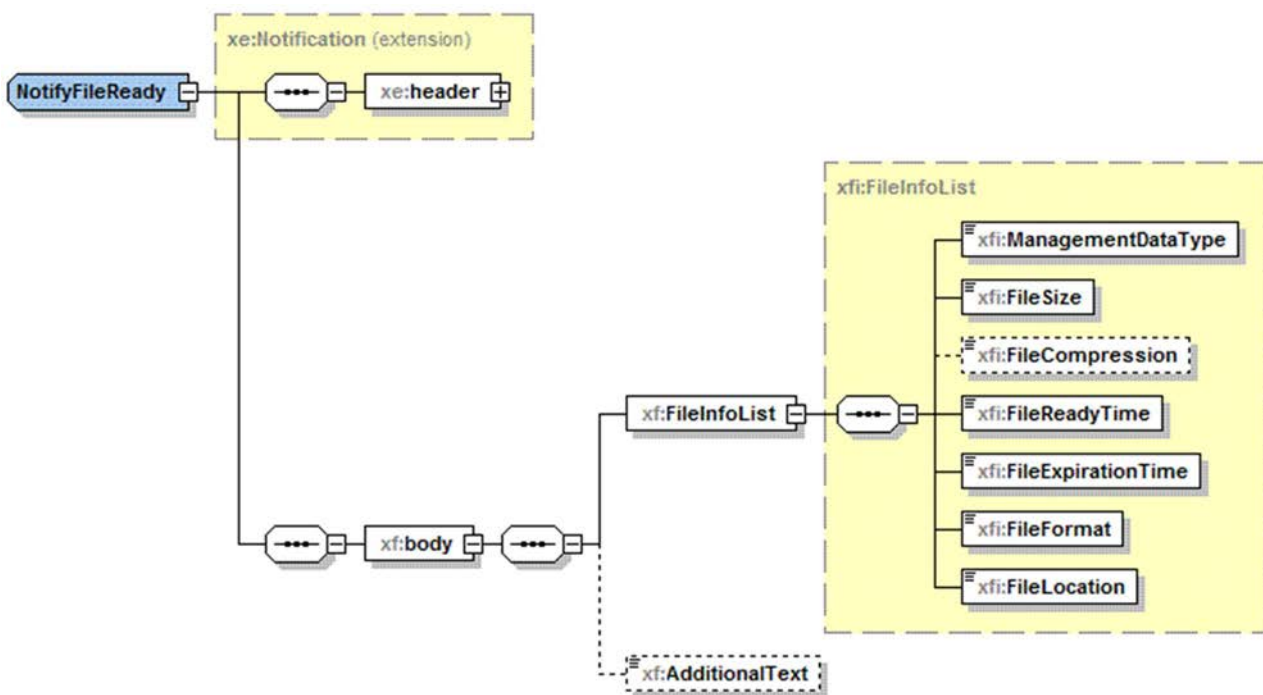 xe:Notification (extension)
NotifyFileReady
xe:header
xfi:FileInfoList
xfi:ManagementDataType
xfi:FileSize
xfi:FileCompression
xf:FileInfoList
xfi:FileReadyTime
xfi:FileExpirationTime
xf:body
xfi:FileFormat
xfi:FileLocation
xf:AdditionalText